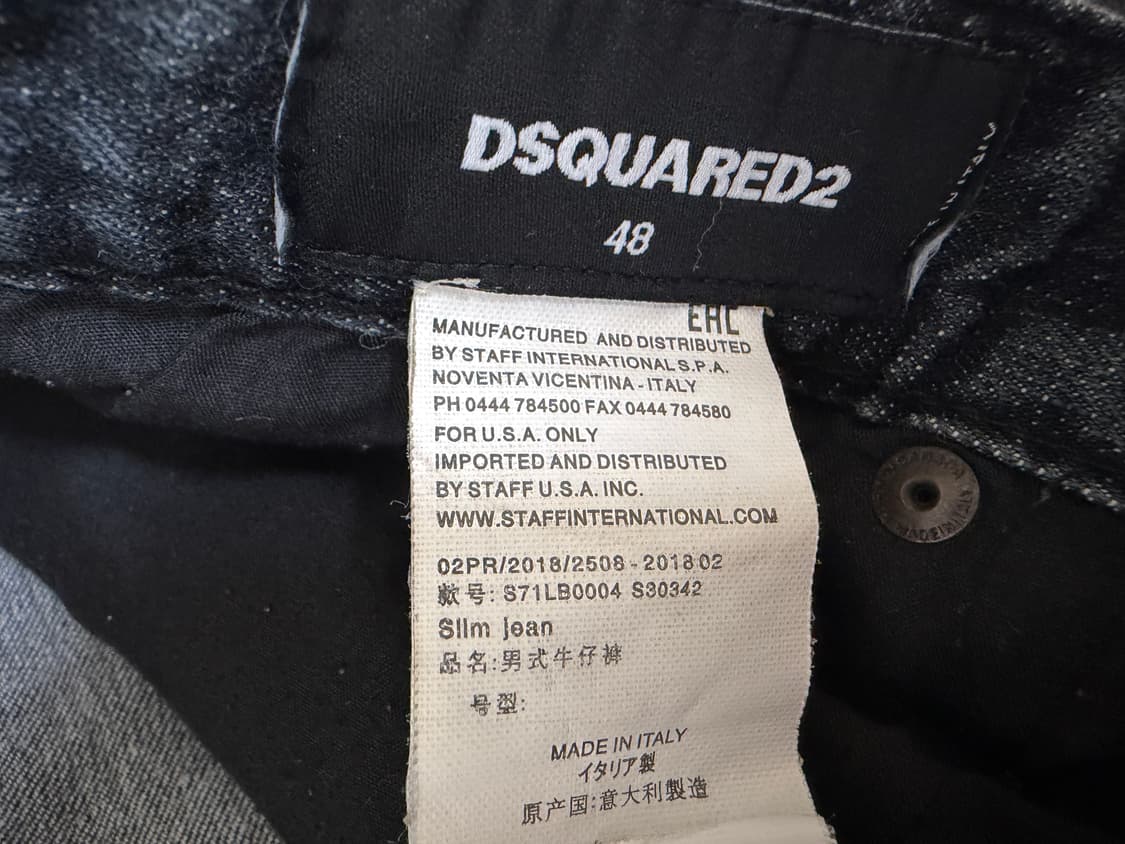 DSQUARED2
48
EAC
MANUFACTURED AND DISTRIBUTED
BY STAFF INTERNATIONAL S.P.A.
NOVENTA VICENTINA - ITALY
PH 0444 784500 FAX 0444 784580
FOR U.S.A. ONLY
IMPORTED AND DISTRIBUTED
BY STAFF U.S.A. INC.
WWW.STAFFINTERNATIONAL.COM
02PR/2018/2508 - 2018 02
款号: S71LB0004 S30342
Slim jean
品名:男式牛仔裤
号型:
MADE IN ITALY
イタリア製
原产国:意大利製造